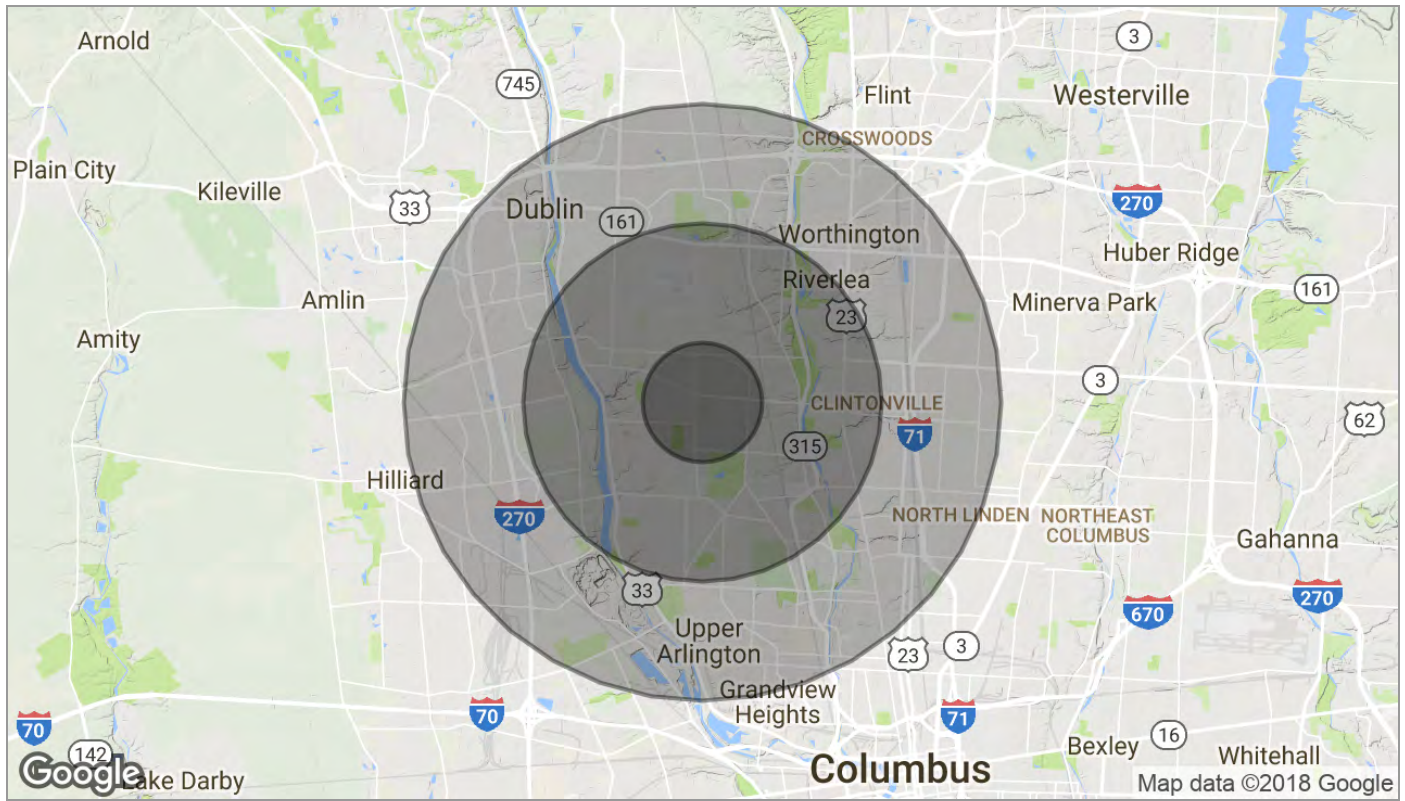 Arnold
3
745
Flint
Westerville
CROSSWOODS
Plain City
Kileville
33
Dublin
161
270
Worthington
Huber Ridge
Riverlea
Amlin
Minerva Park
161
23
Amity
3
CLINTONVILLE
62
71
315
Hilliard
270
NORTH LINDEN
NORTHEAST
COLUMBUS
Gahanna
33
270
670
Upper
Arlington
23
3
Grandview
Heights
70
70
71
142
16
Bexley
Whitehall
Columbus
Google
Lake Darby
Map data ©2018 Google